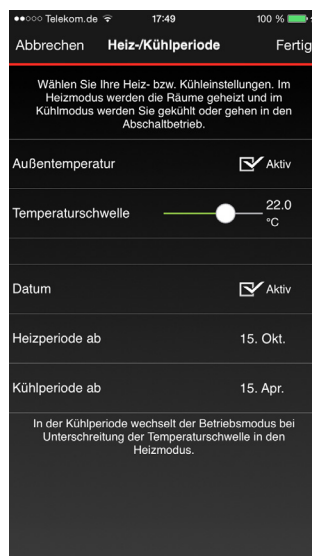 Telekom.de 17:49 100 %
Abbrechen Heiz-/Kühlperiode Fertig
Wählen Sie Ihre Heiz- bzw. Kühleinstellungen. Im
Heizmodus werden die Räume geheizt und im
Kühlmodus werden Sie gekühlt oder gehen in den
Abschaltbetrieb.
Außentemperatur Aktiv
Temperaturschwelle 22.0
°C
Datum Aktiv
Heizperiode ab 15. Okt.
Kühlperiode ab 15. Apr.
In der Kühlperiode wechselt der Betriebsmodus bei
Unterschreitung der Temperaturschwelle in den
Heizmodus.